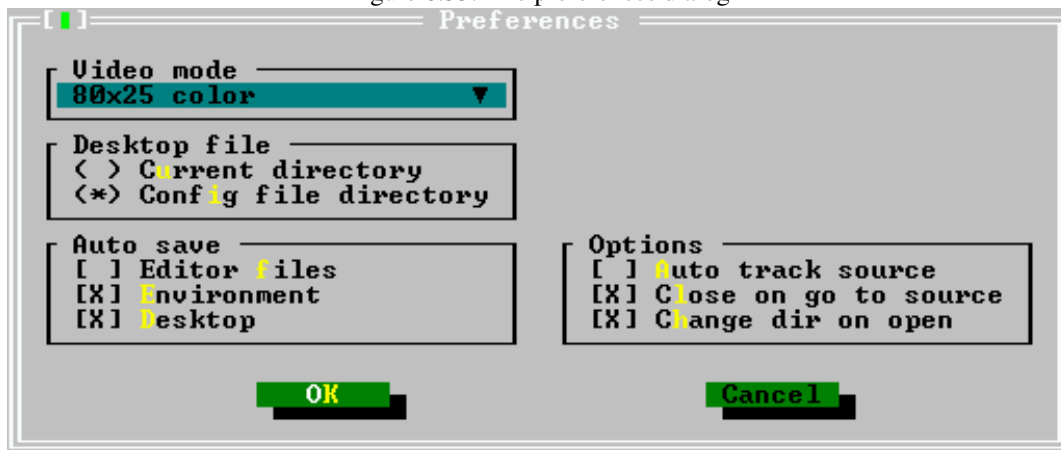 Preferences
Video mode
80x25 color ▼
Desktop file
( ) Current directory
(*) Config file directory
Auto save
[ ] Editor files
[X] Environment
[X] Desktop
Options
[ ] Auto track source
[X] Close on go to source
[X] Change dir on open
OK
Cancel